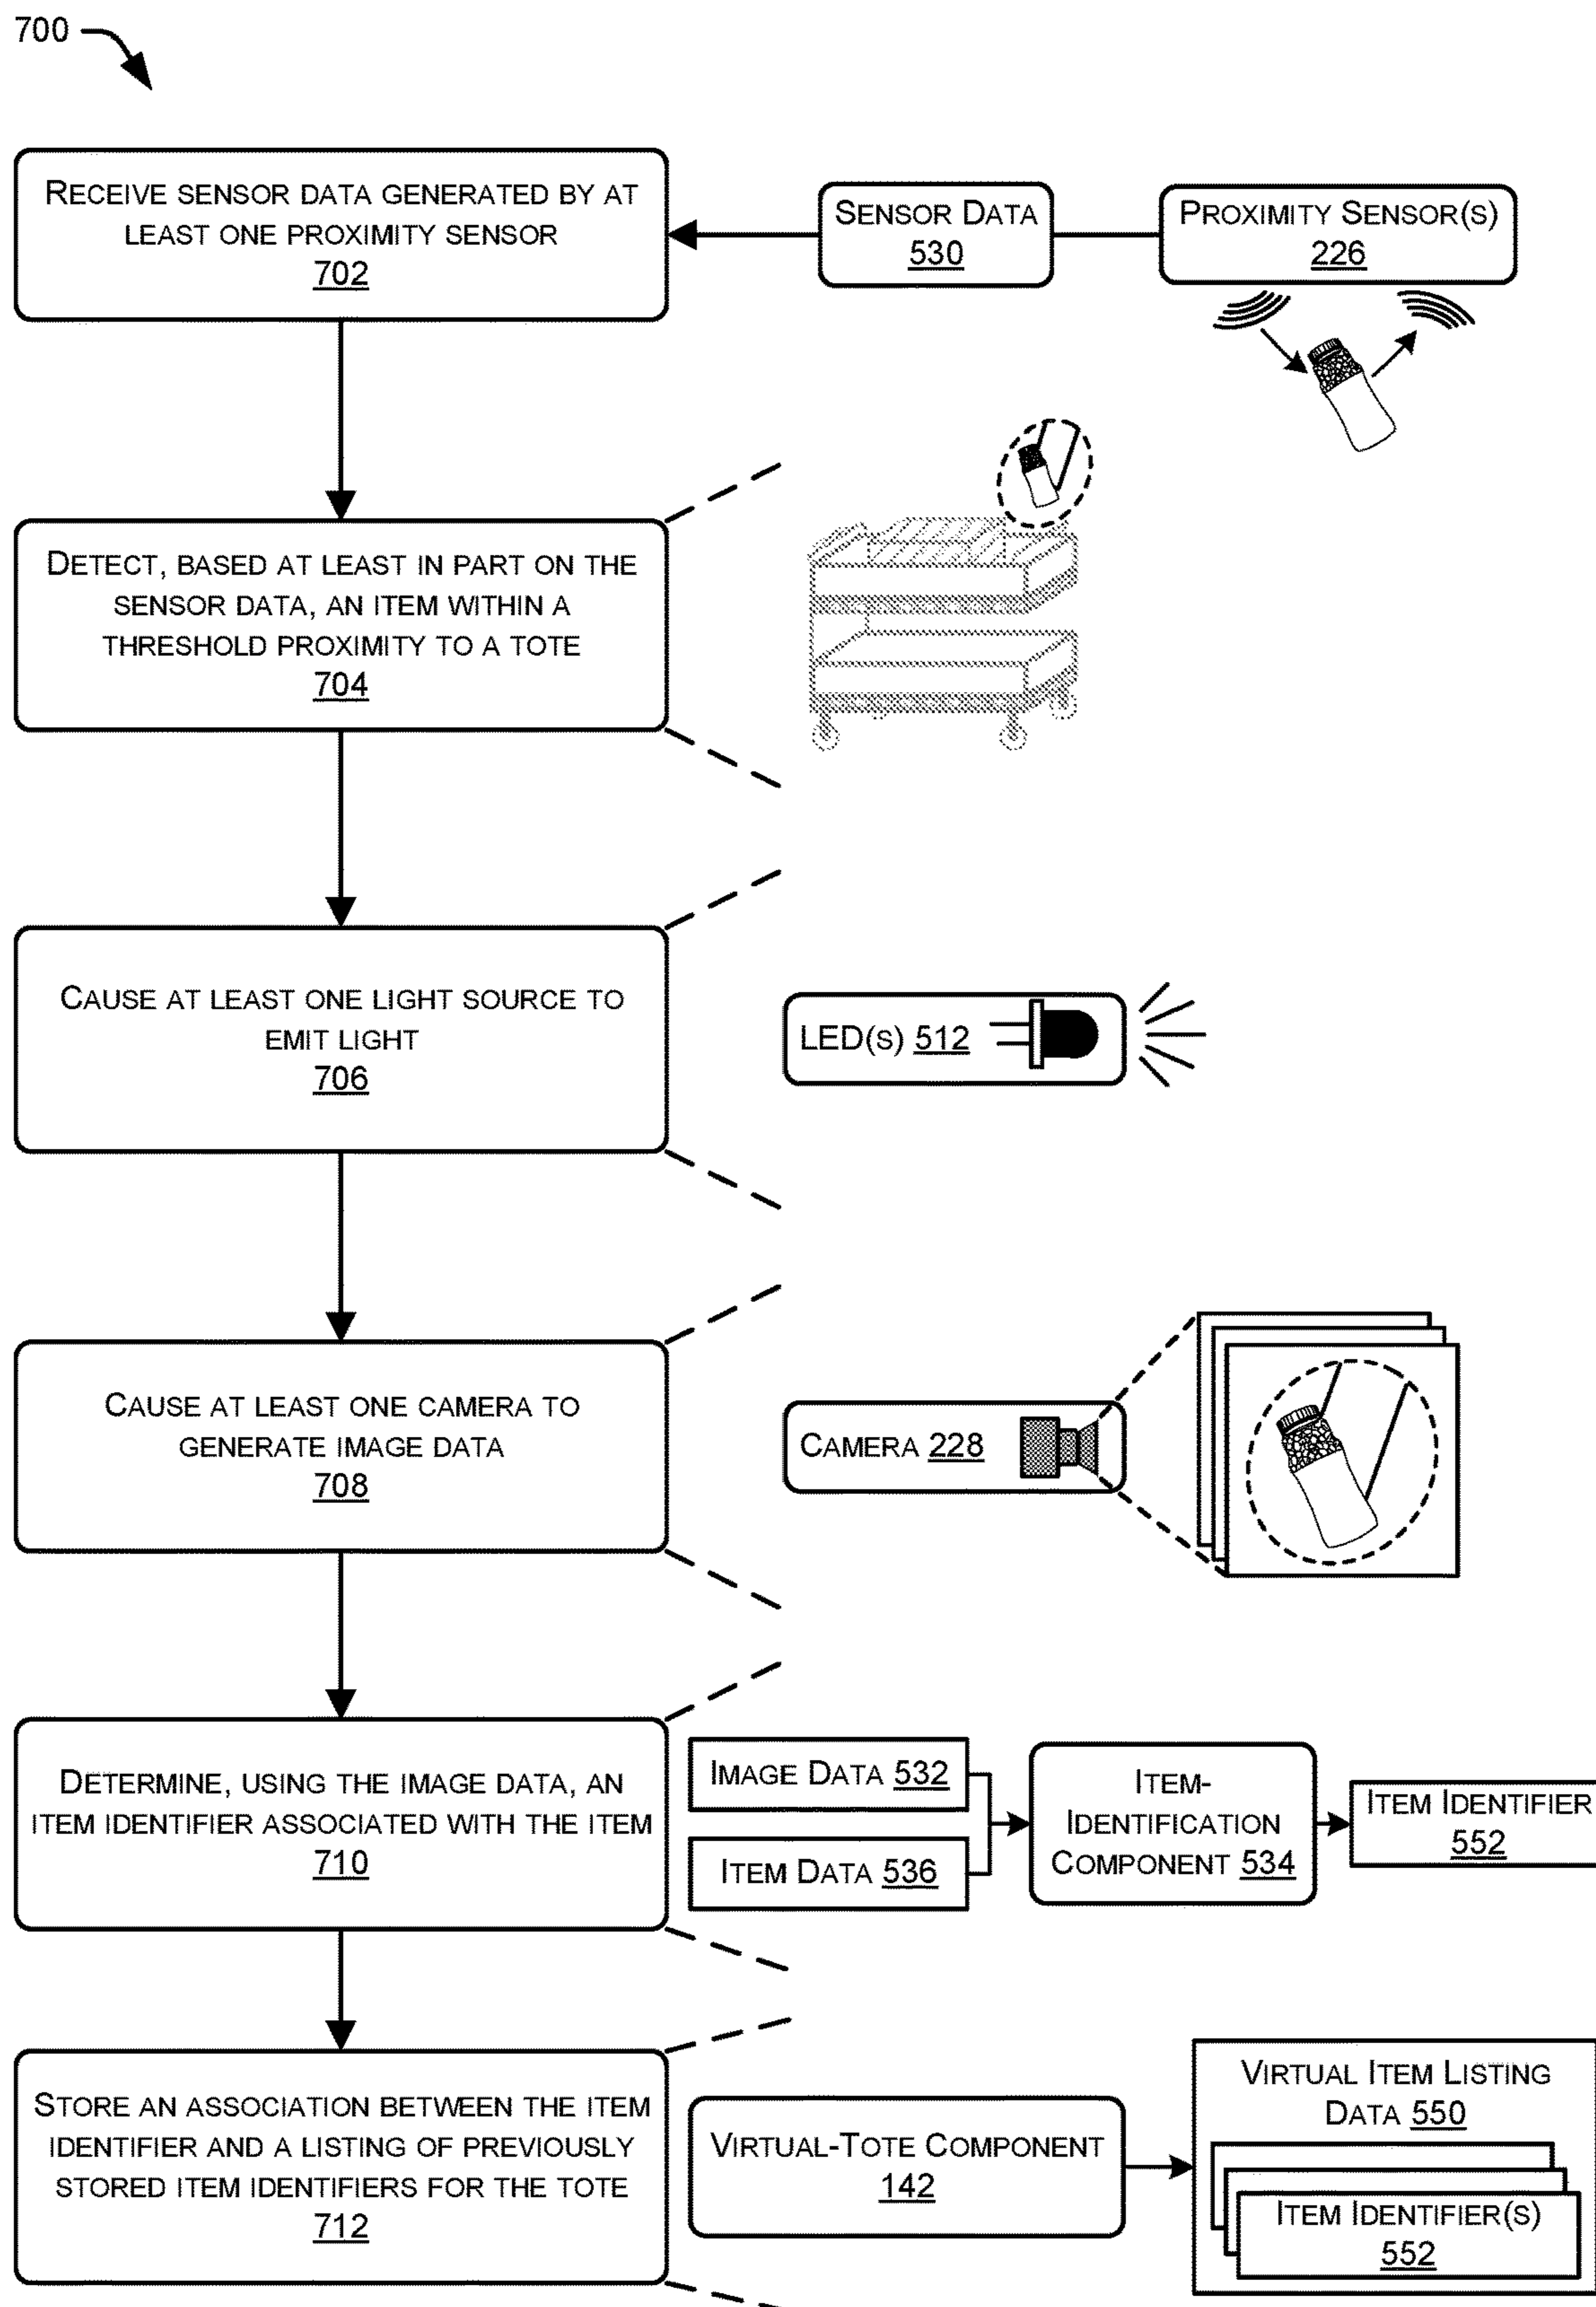 700
RECEIVE SENSOR DATA GENERATED BY AT
LEAST ONE PROXIMITY SENSOR
702
SENSOR DATA
530
PROXIMITY SENSOR(S)
226
DETECT, BASED AT LEAST IN PART ON THE
SENSOR DATA, AN ITEM WITHIN A
THRESHOLD PROXIMITY TO A TOTE
704
CAUSE AT LEAST ONE LIGHT SOURCE TO
EMIT LIGHT
706
LED(S) 512
CAUSE AT LEAST ONE CAMERA TO
GENERATE IMAGE DATA
708
CAMERA 228
DETERMINE, USING THE IMAGE DATA, AN
ITEM IDENTIFIER ASSOCIATED WITH THE ITEM
710
IMAGE DATA 532
ITEM DATA 536
ITEM-
IDENTIFICATION
COMPONENT 534
ITEM IDENTIFIER
552
STORE AN ASSOCIATION BETWEEN THE ITEM
IDENTIFIER AND A LISTING OF PREVIOUSLY
STORED ITEM IDENTIFIERS FOR THE TOTE
712
VIRTUAL-TOTE COMPONENT
142
VIRTUAL ITEM LISTING
DATA 550
ITEM IDENTIFIER(S)
552